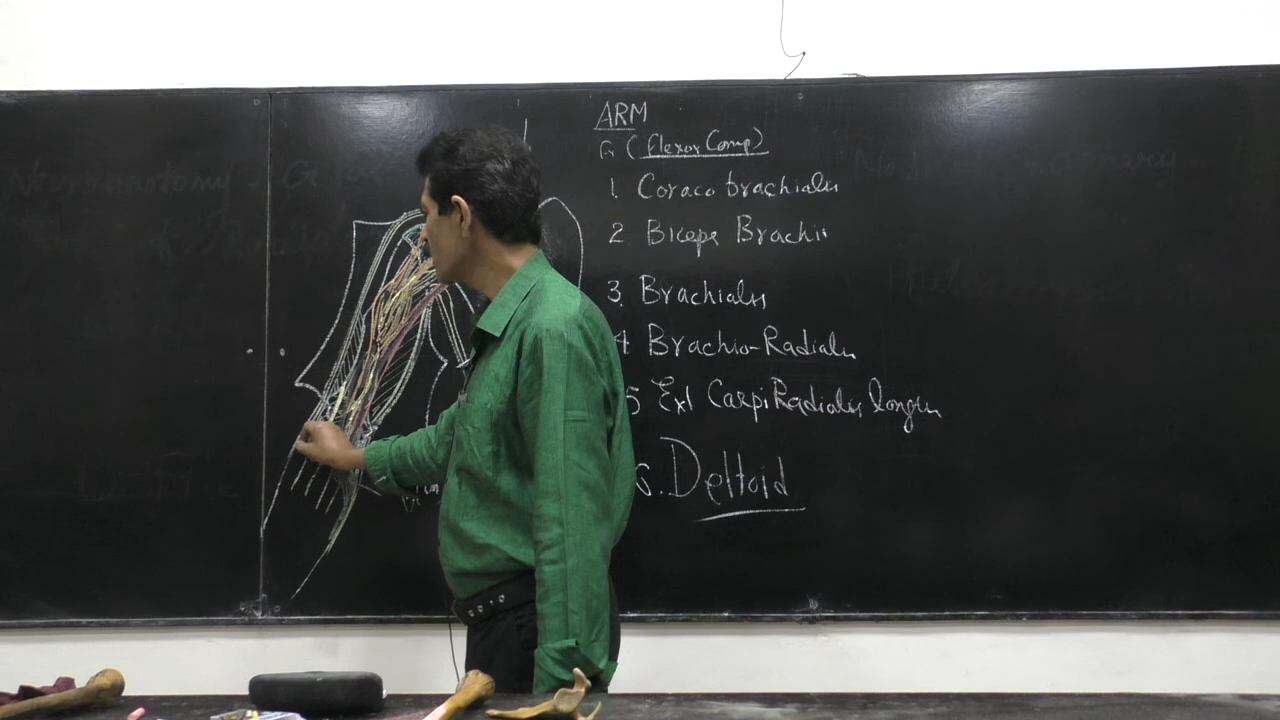 ARM
(flexor Comp)
1. Coraco brachialis
2 Biceps Brachii
3. Brachialis
4 Brachio-Radialis
5 Ext Carpi Radialis longus
6. Deltoid
Neuroanatomy -